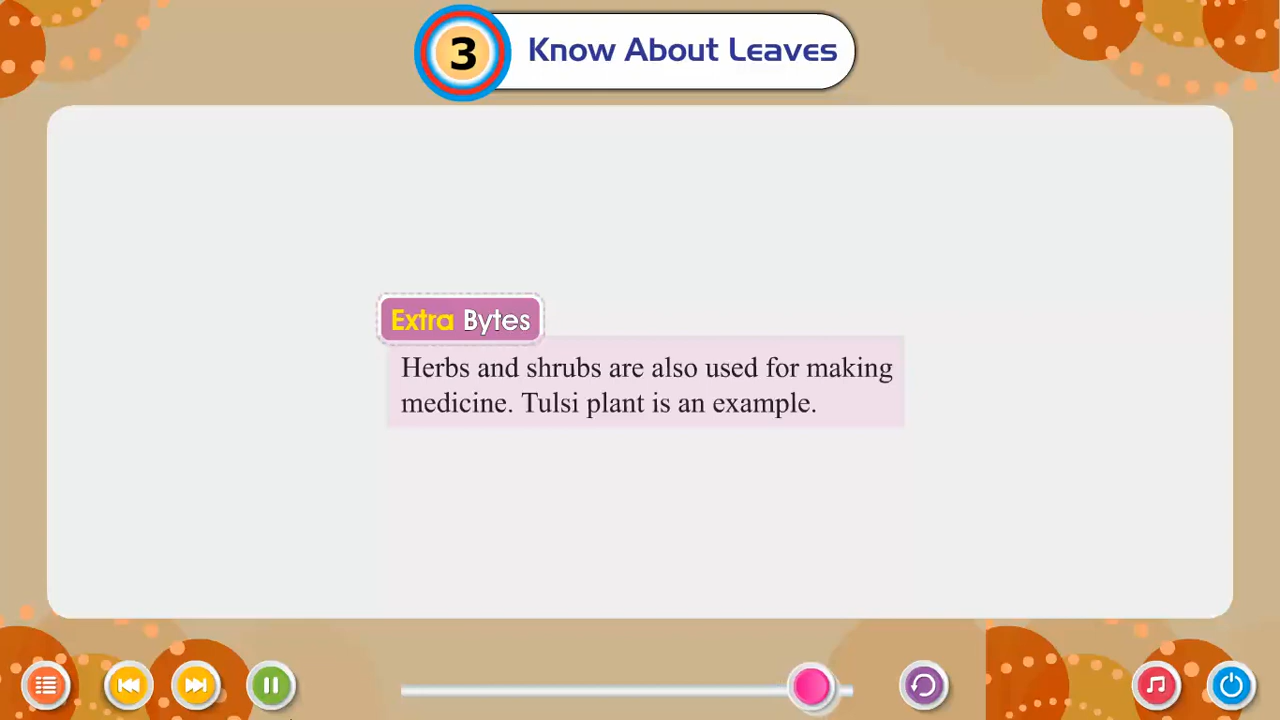 3
Know About Leaves
Extra Bytes
Herbs and shrubs are also used for making
medicine. Tulsi plant is an example.